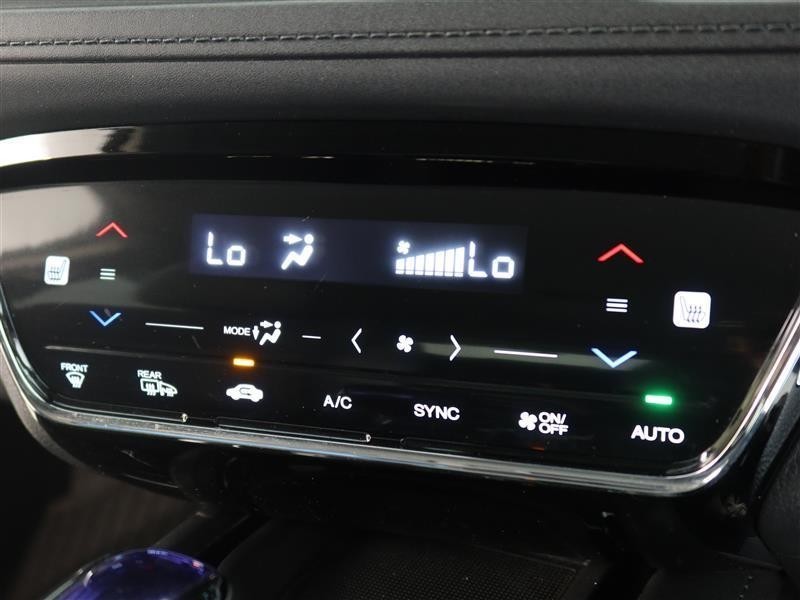 Lo Lo
MODE
FRONT
REAR
A/C
SYNC
ON/
OFF
AUTO